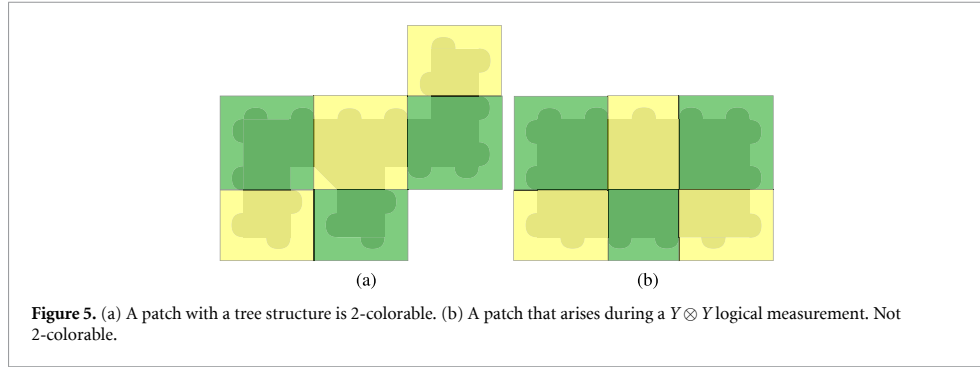 (a)
(b)
Figure 5. (a) A patch with a tree structure is 2-colorable. (b) A patch that arises during a Y ⊗ Y logical measurement. Not
2-colorable.